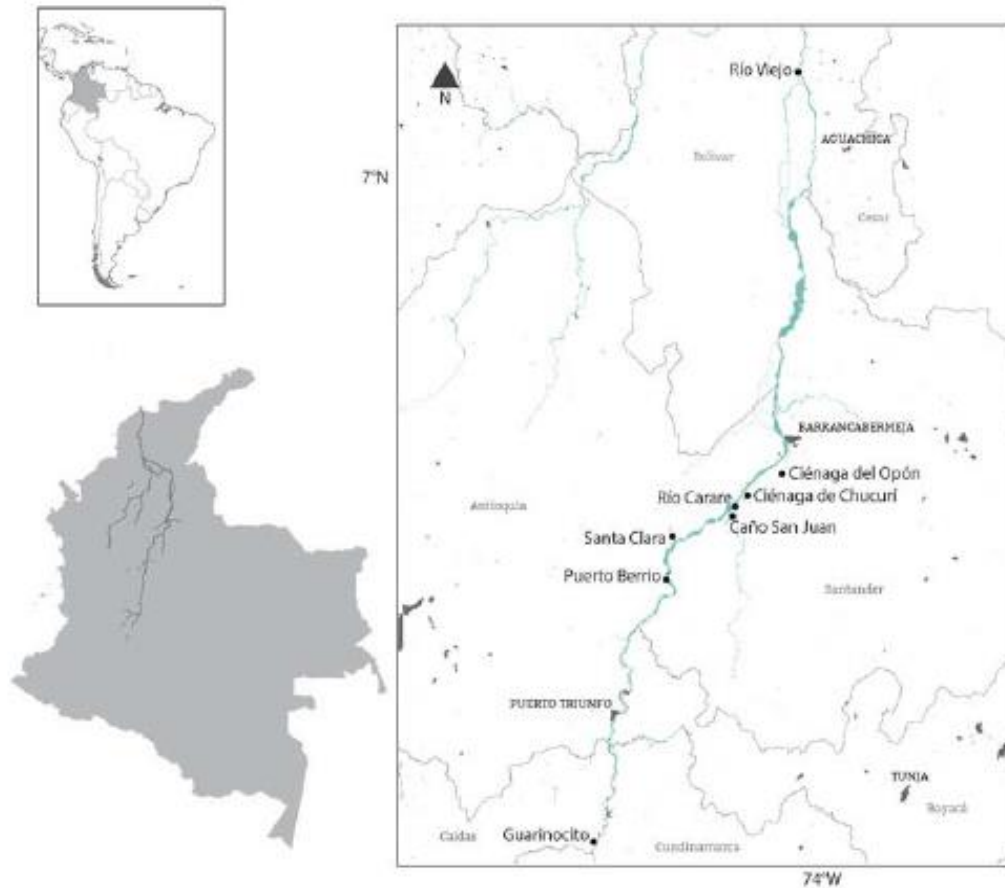 N
7°N
Río Viejo
AGUACHICA
Bolívar
Cesar
BARRANCABERMEJA
Ciénaga del Opón
Río Carare
Ciénaga de Chucurí
Antioquia
Caño San Juan
Santa Clara
Puerto Berrio
Santander
PUERTO TRIUNFO
TUNJA
Boyacá
Caldas
Guarinocito
Cundinamarca
74°W